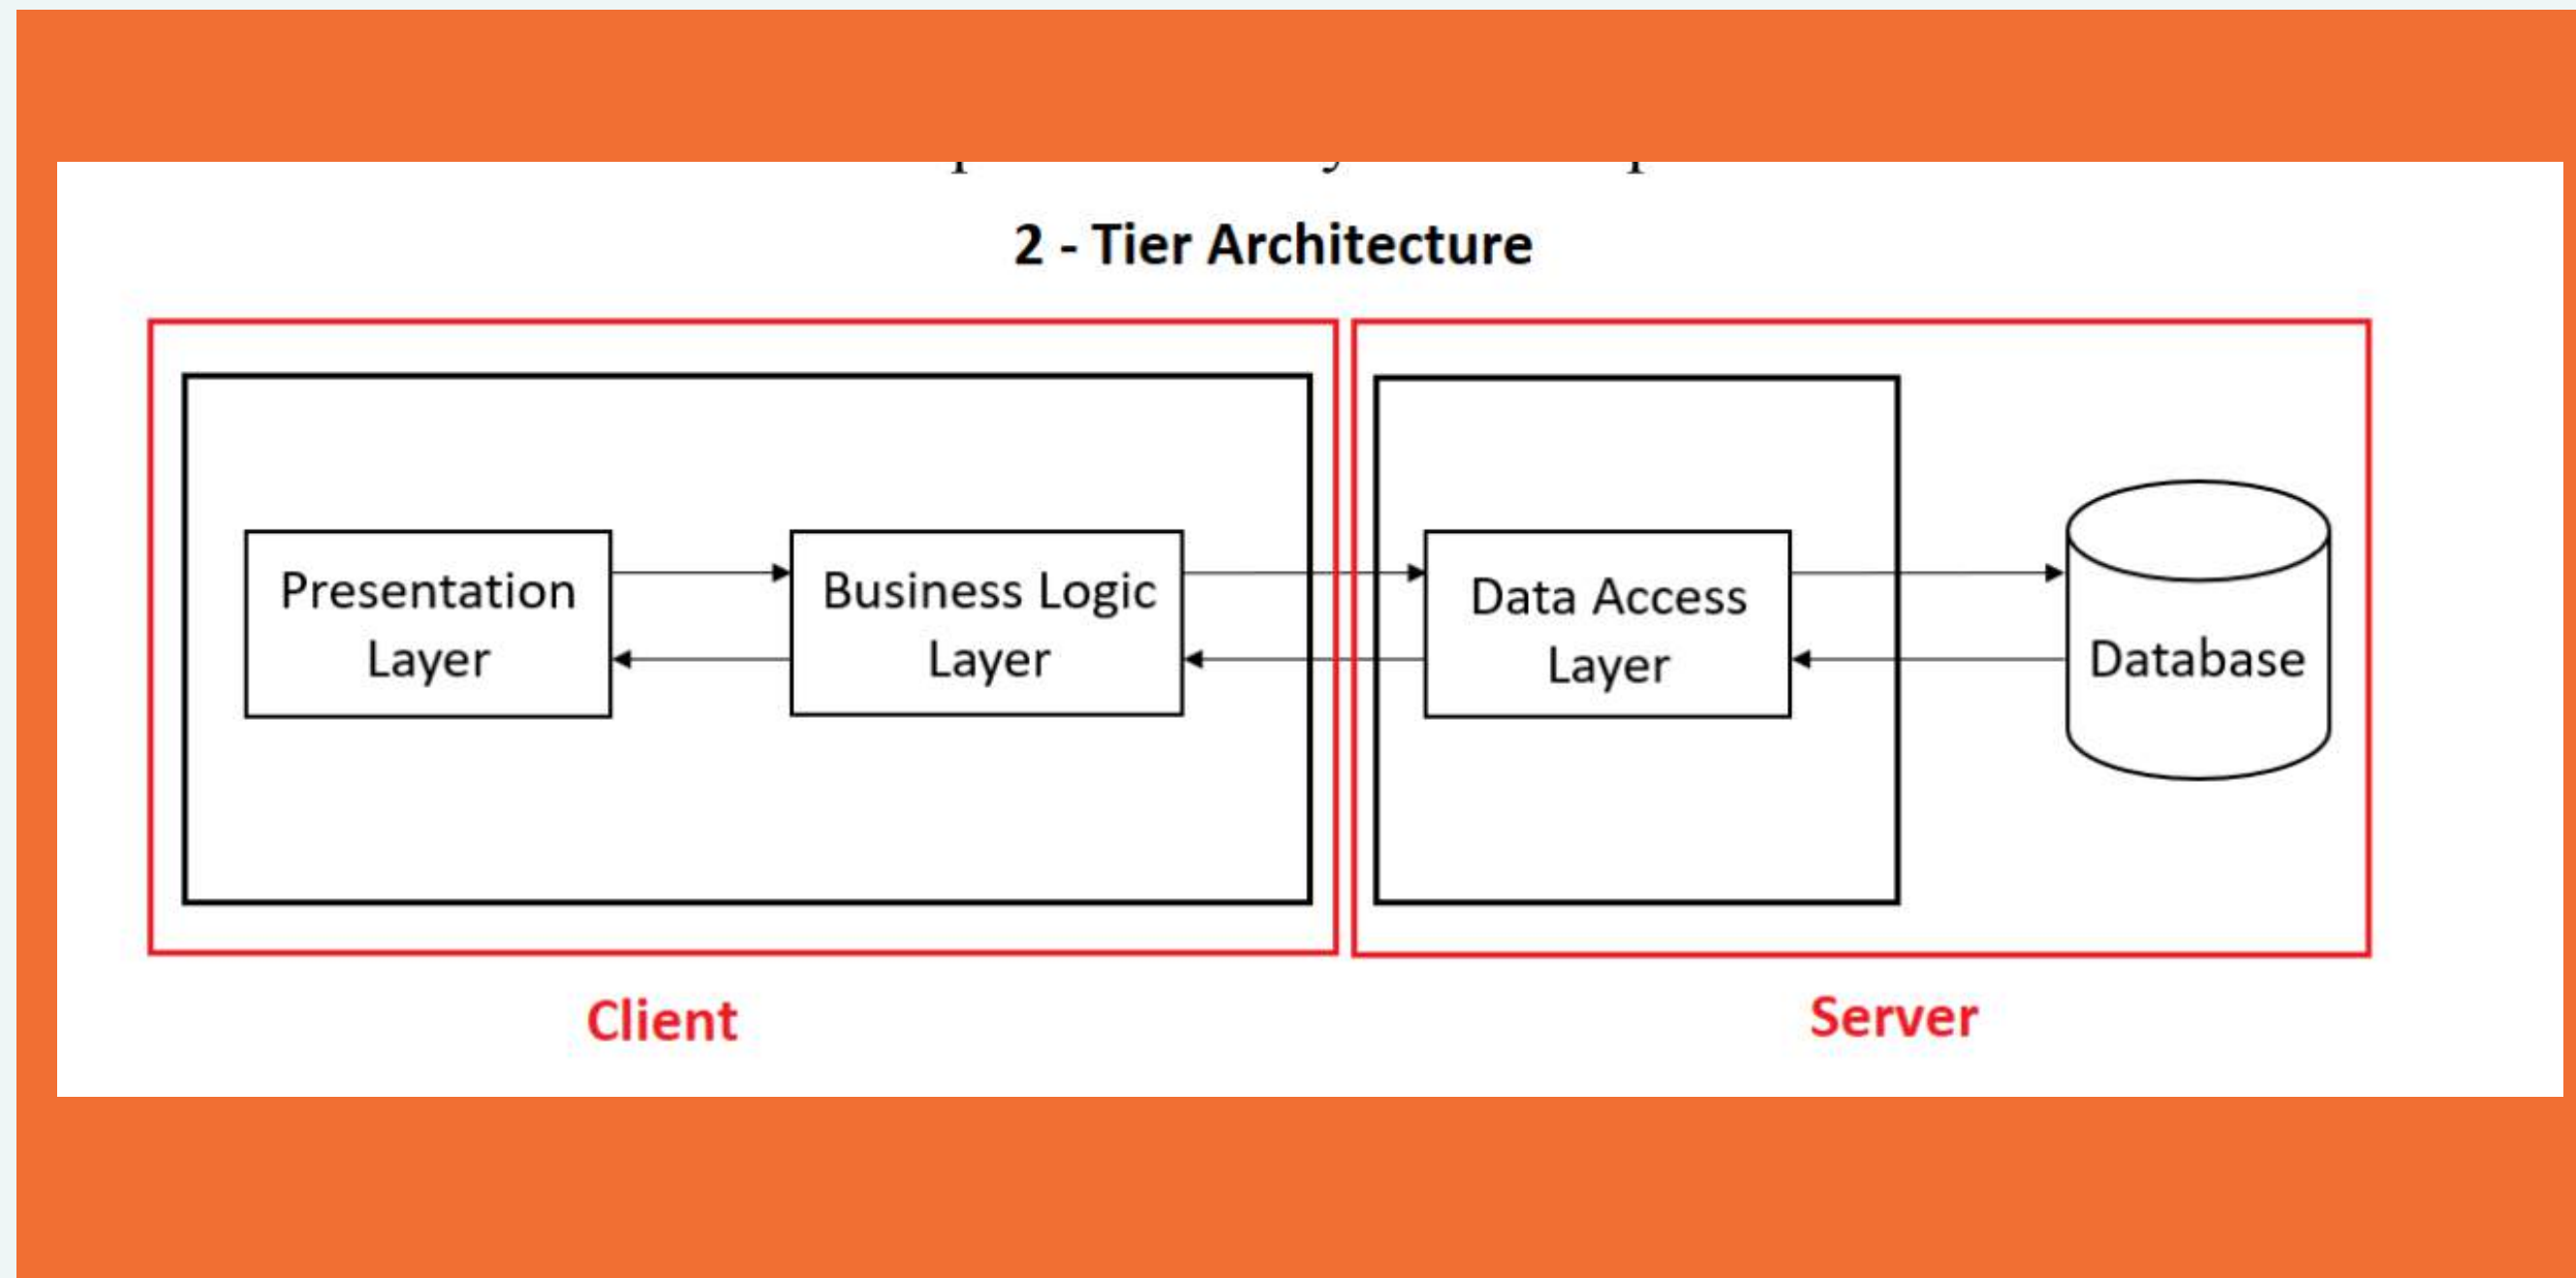 2 - Tier Architecture
Presentation
Layer
Business Logic
Layer
Data Access
Layer
Database
Client
Server